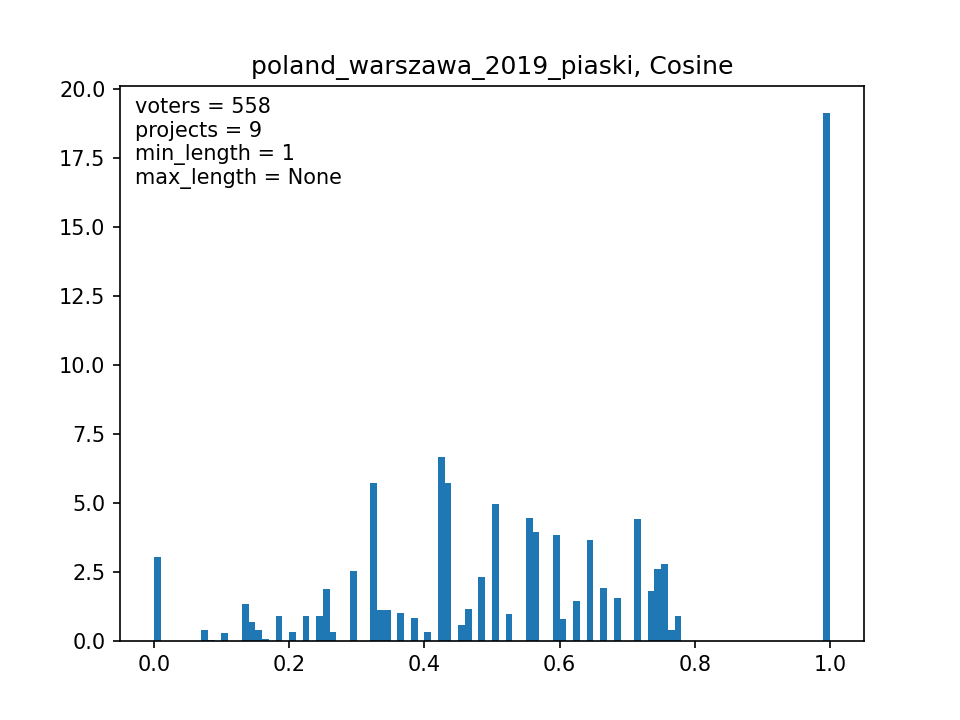 poland_warszawa_2019_piaski, Cosine
voters = 558
projects = 9
min_length = 1
max_length = None
20.0
17.5
15.0
12.5
10.0
7.5
5.0
2.5
0.0
0.0 0.2 0.4 0.6 0.8 1.0